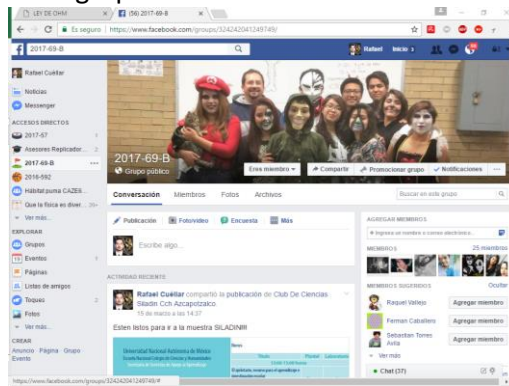 LEY DE OHM
(56) 2017-69-B
Es seguro
https://www.facebook.com/groups/324242041249749/
2017-69-B
Rafael
Inicio
Rafael Cuéllar
Noticias
Messenger
ACCESOS DIRECTOS
2017-57
Asesores Replicador...
2017-69-B
2016-592
Habitat puma CAZE6...
Que la física es diver...
Ver más...
EXPLORAR
Grupos
Eventos
Páginas
Listas de amigos
Toques
Fotos
Ver más...
CREAR
Anuncio Página Grupo
Evento
2017-69-B
Grupo público
Eres miembro
Compartir
Promocionar grupo
Notificaciones
Conversación
Miembros
Fotos
Archivos
Buscar en este grupo
Publicación
Foto/video
Encuesta
Más
Escribe algo...
ACTIVIDAD RECIENTE
Rafael Cuéllar compartió la publicación de Club De Ciencias
Siladin Cch Azcapotzalco.
15 de marzo a las 14:37
Esten listos para ir a la muestra SILADIN!!!
Universidad Nacional Autónoma de México
AGREGAR MIEMBROS
+ Ingresa un nombre o correo electrónico...
MIEMBROS
25 miembros
MIEMBROS SUGERIDOS
Ocultar
Raquel Vallejo
Agregar miembro
Ferman Caballero
Agregar miembro
Sebastian Torres
Avila
Agregar miembro
Ver más
Chat (37)
https://www.facebook.com/groups/324242041249749/#